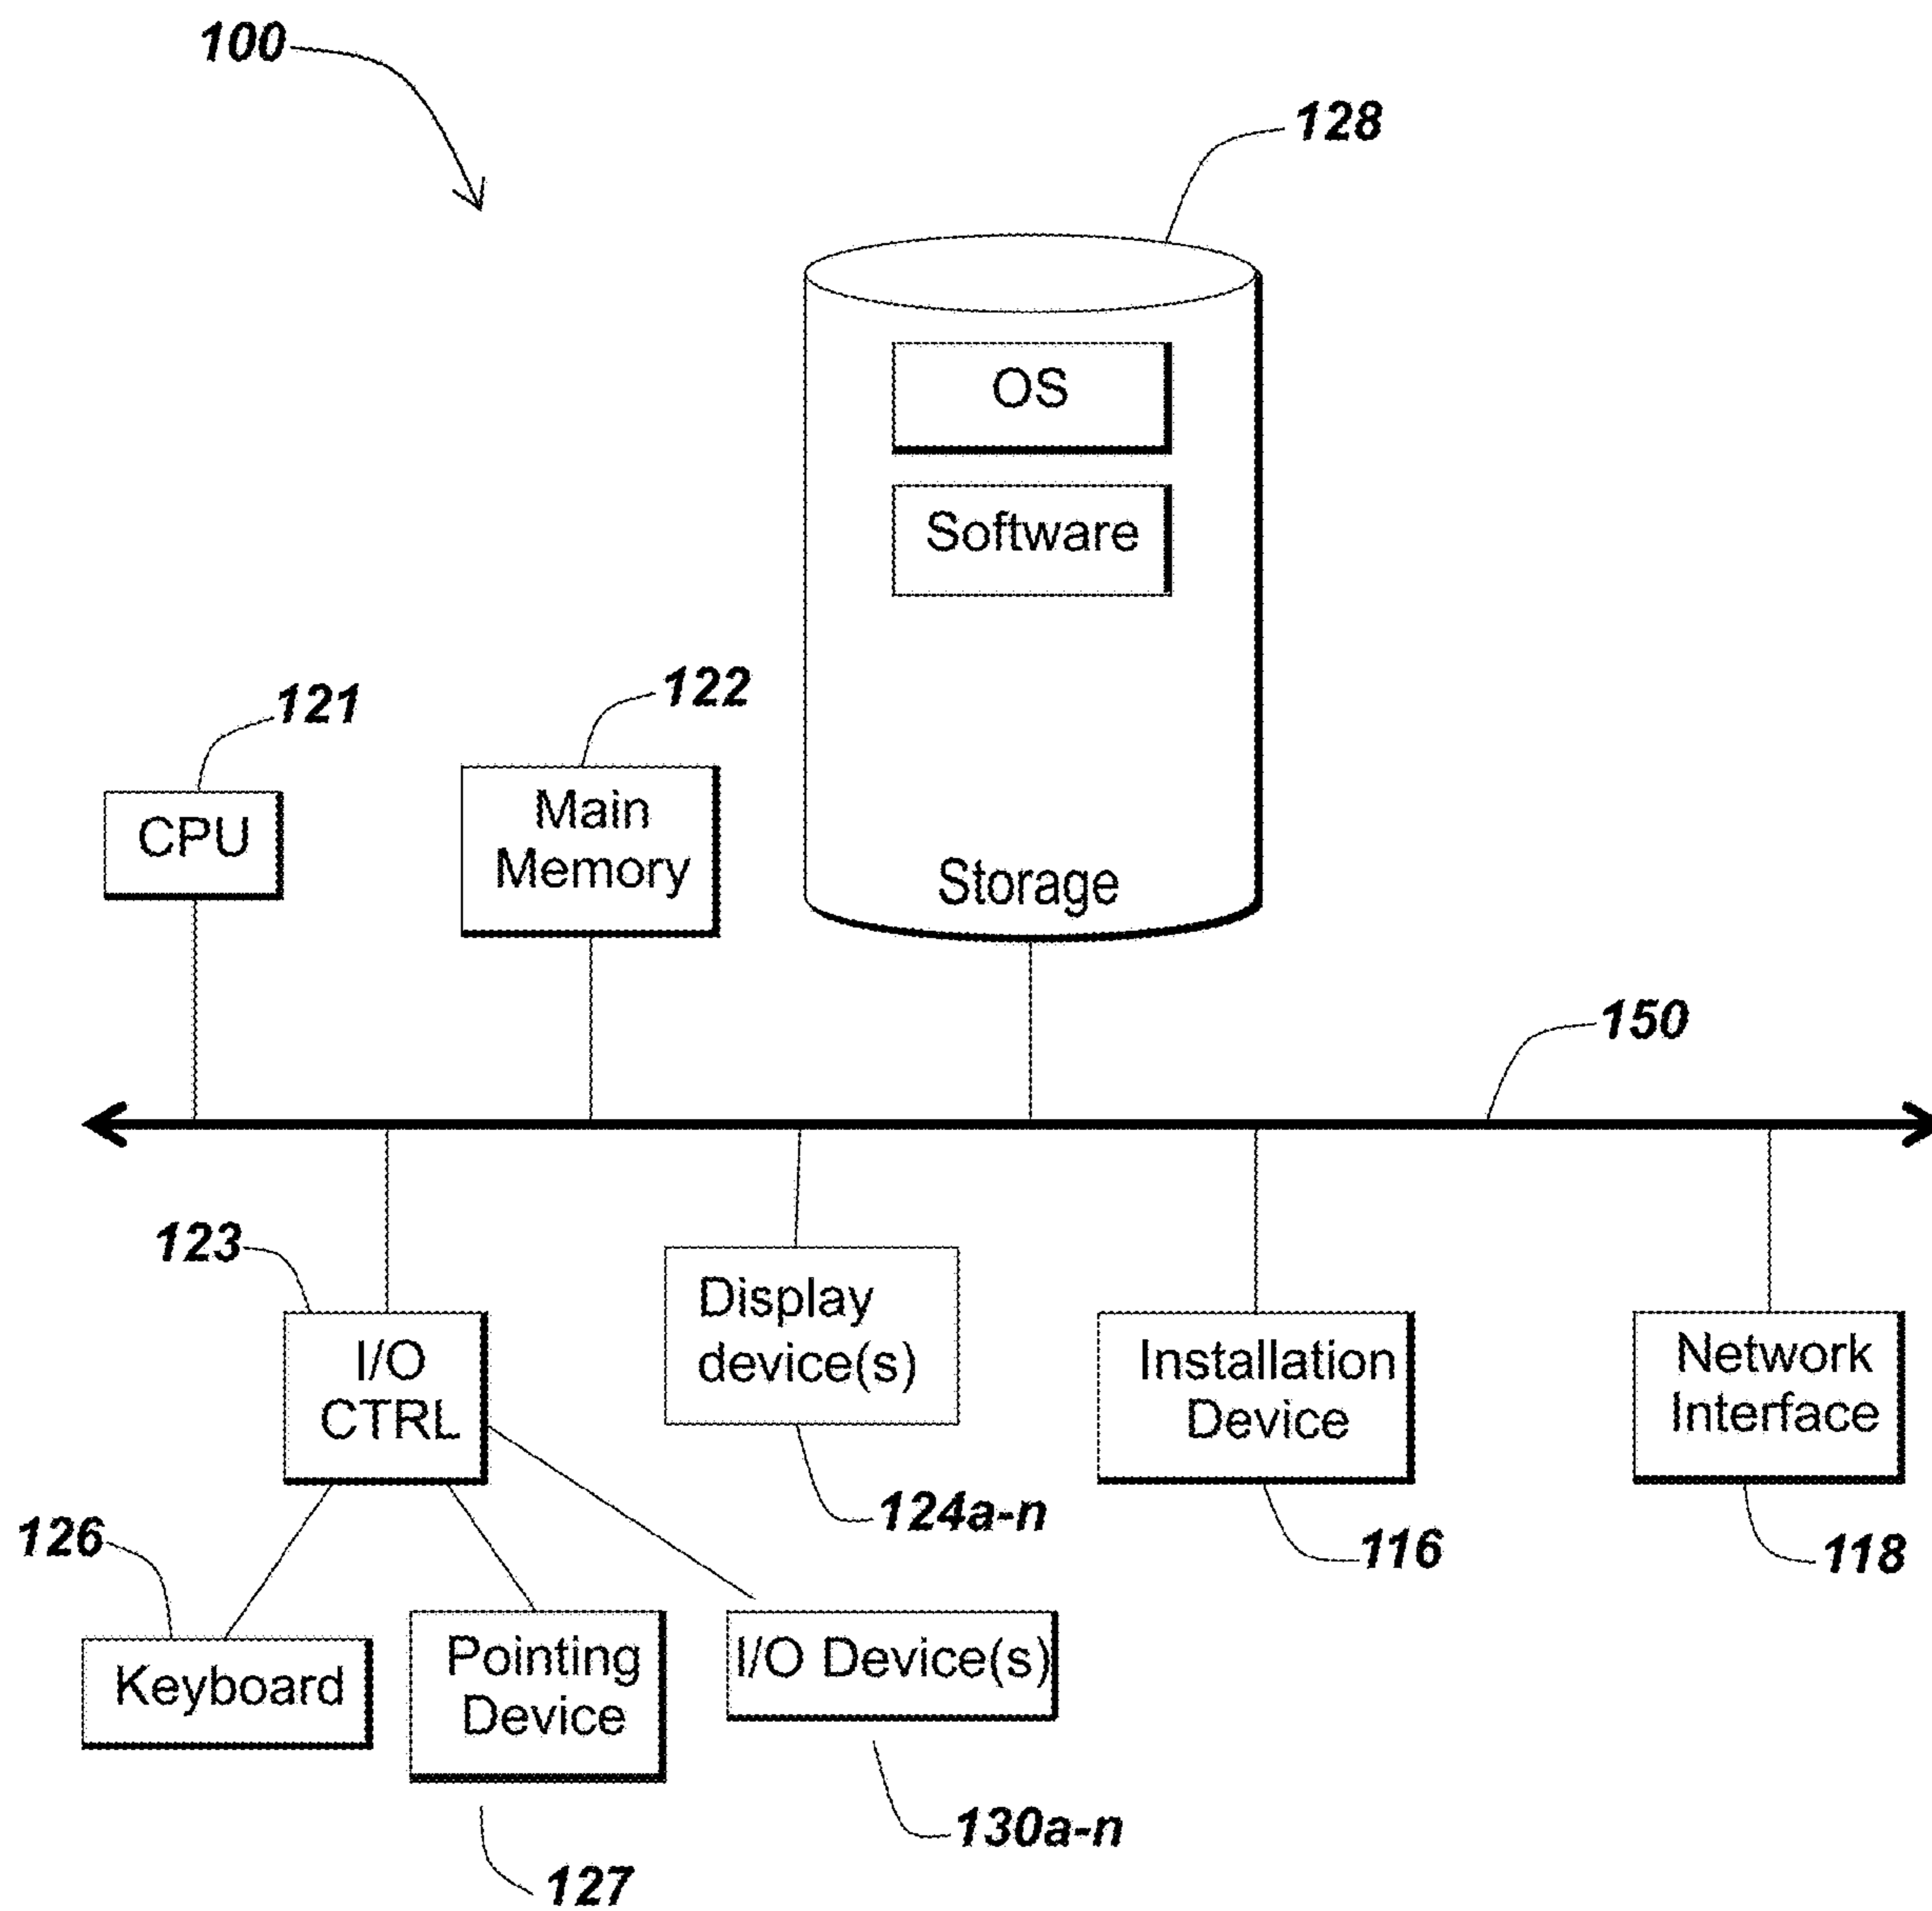 100
128
OS
Software
121
122
CPU
Main
Memory
Storage
150
123
I/O
CTRL
Display
device(s)
Installation
Device
Network
Interface
124a-n
116
118
126
Keyboard
Pointing
Device
I/O Device(s)
130a-n
127